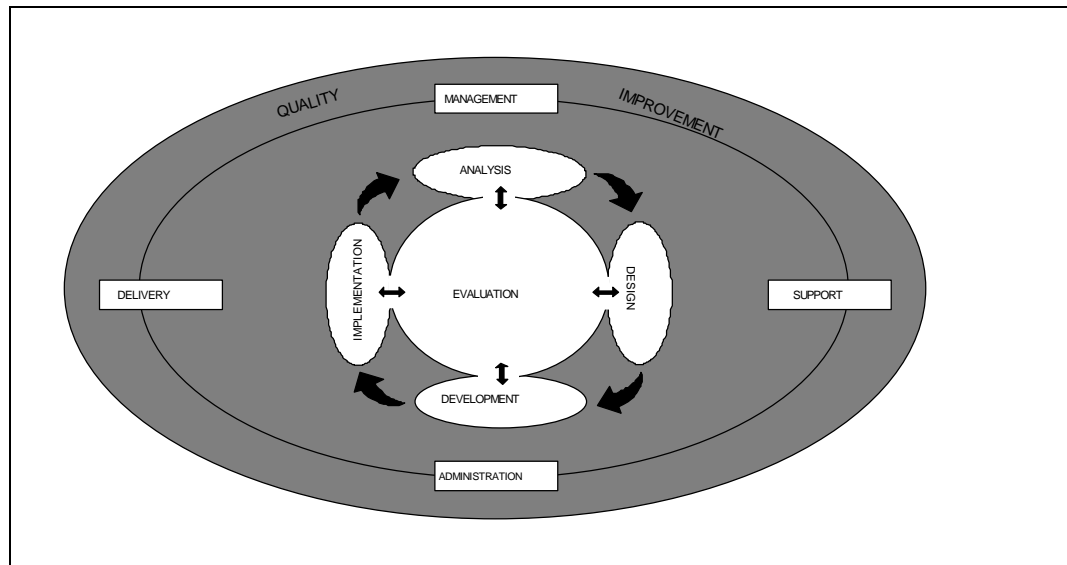 QUALITY
IMPROVEMENT
MANAGEMENT
ANALYSIS
IMPLEMENTATION
DESIGN
DELIVERY
EVALUATION
SUPPORT
DEVELOPMENT
ADMINISTRATION